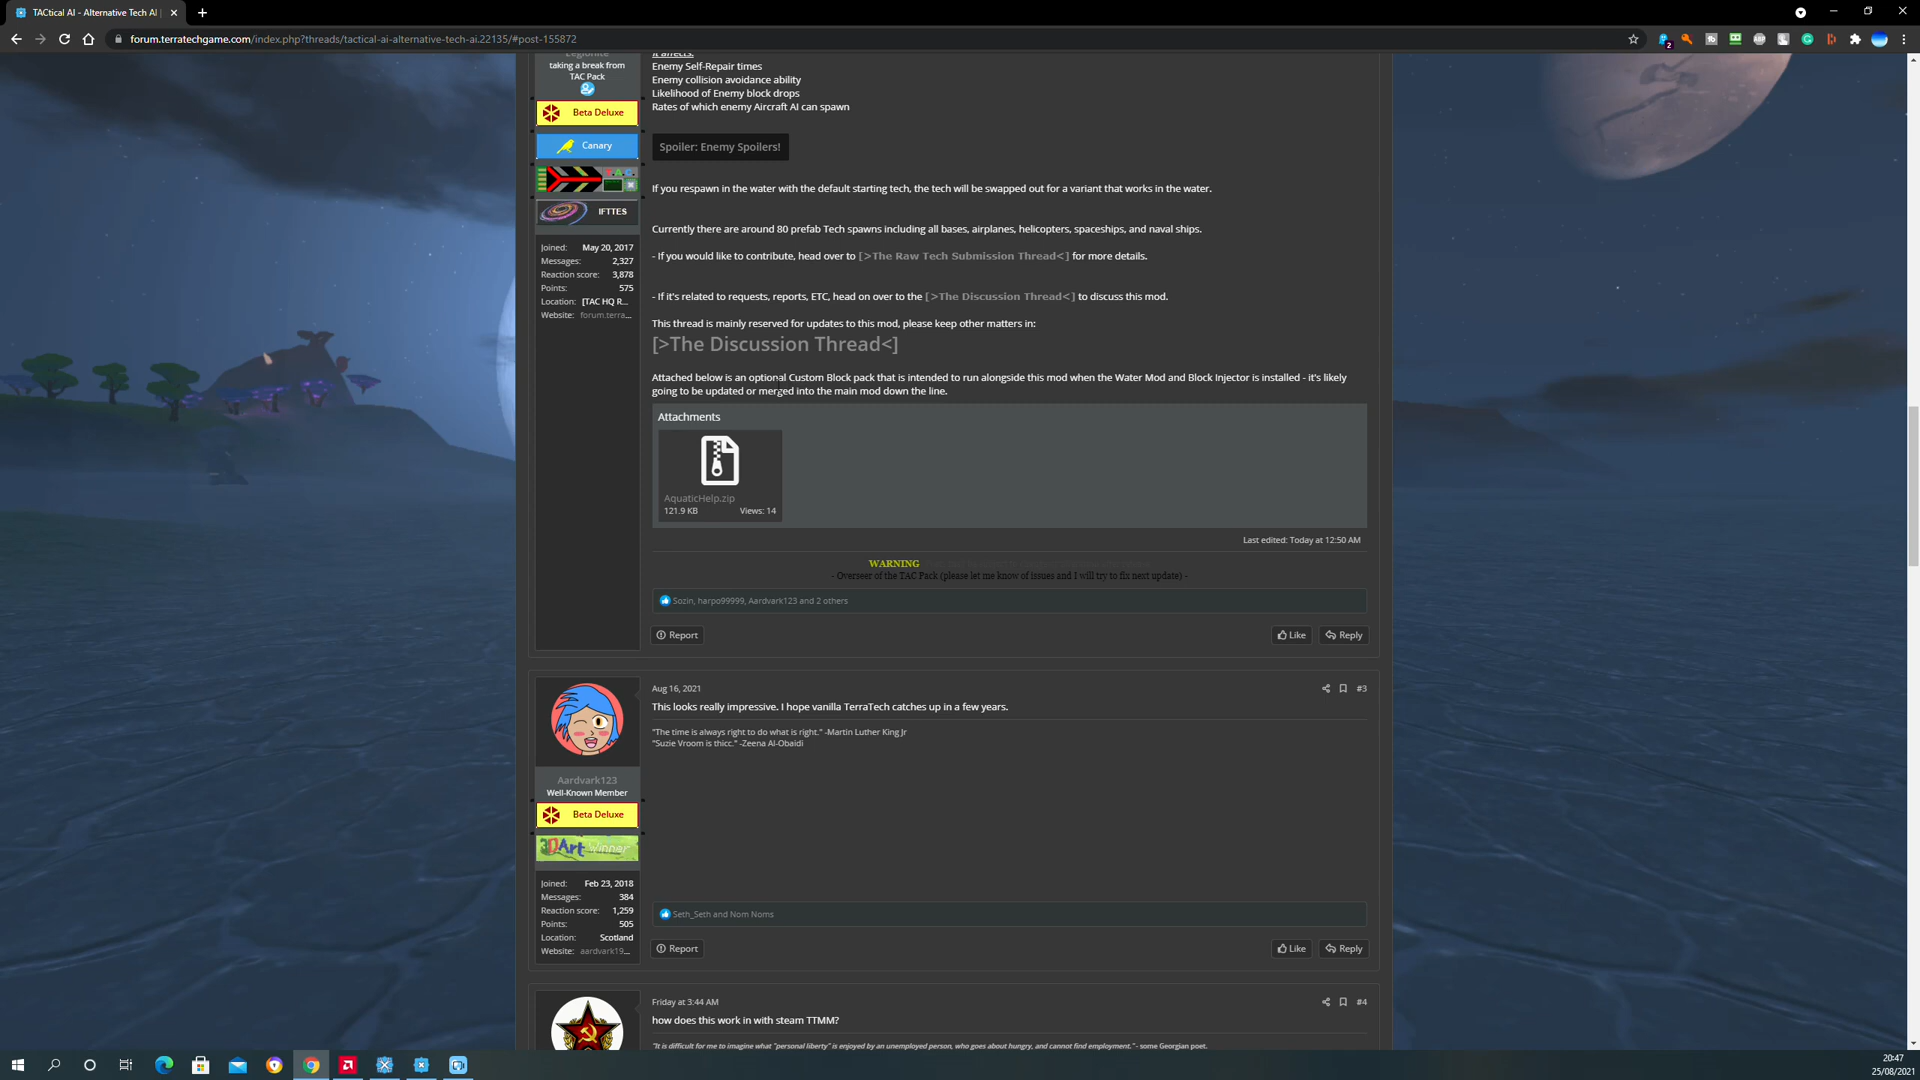 TACtical AI - Alternative Tech AI |
forum.terratechgame.com/index.php?threads/tactical-ai-alternative-tech-ai.22135/#post-155872
2
Legionite
taking a break from
TAC Pack
Beta Deluxe
Canary
IFTTES
Joined: May 20, 2017
Messages: 2,327
Reaction score: 3,878
Points: 575
Location: [TAC HQ R...
Website: forum.terra...
It affects:
Enemy Self-Repair times
Enemy collision avoidance ability
Likelihood of Enemy block drops
Rates of which enemy Aircraft AI can spawn
Spoiler: Enemy Spoilers!
If you respawn in the water with the default starting tech, the tech will be swapped out for a variant that works in the water.
Currently there are around 80 prefab Tech spawns including all bases, airplanes, helicopters, spaceships, and naval ships.
- If you would like to contribute, head over to [>The Raw Tech Submission Thread<] for more details.
- If it's related to requests, reports, ETC, head on over to the [>The Discussion Thread<] to discuss this mod.
This thread is mainly reserved for updates to this mod, please keep other matters in:
[>The Discussion Thread<]
Attached below is an optional Custom Block pack that is intended to run alongside this mod when the Water Mod and Block Injector is installed - it's likely
going to be updated or merged into the main mod down the line.
Attachments
AquaticHelp.zip
121.9 KB Views: 14
Last edited: Today at 12:50 AM
WARNING
- Overseer of the TAC Pack (please let me know of issues and I will try to fix next update) -
Sozin, harpo99999, Aardvark123 and 2 others
Report Like Reply
Aardvark123
Well-Known Member
Beta Deluxe
3DArt Winner
Joined: Feb 23, 2018
Messages: 384
Reaction score: 1,259
Points: 505
Location: Scotland
Website: aardvark19...
Aug 16, 2021 #3
This looks really impressive. I hope vanilla TerraTech catches up in a few years.
"The time is always right to do what is right." -Martin Luther King Jr
"Suzie Vroom is thicc." -Zeena Al-Obaidi
Seth_Seth and Nom Noms
Report Like Reply
Friday at 3:44 AM #4
how does this work in with steam TTMM?
"It is difficult for me to imagine what "personal liberty" is enjoyed by an unemployed person, who goes about hungry, and cannot find employment." - some Georgian poet.
20:47
25/08/2021